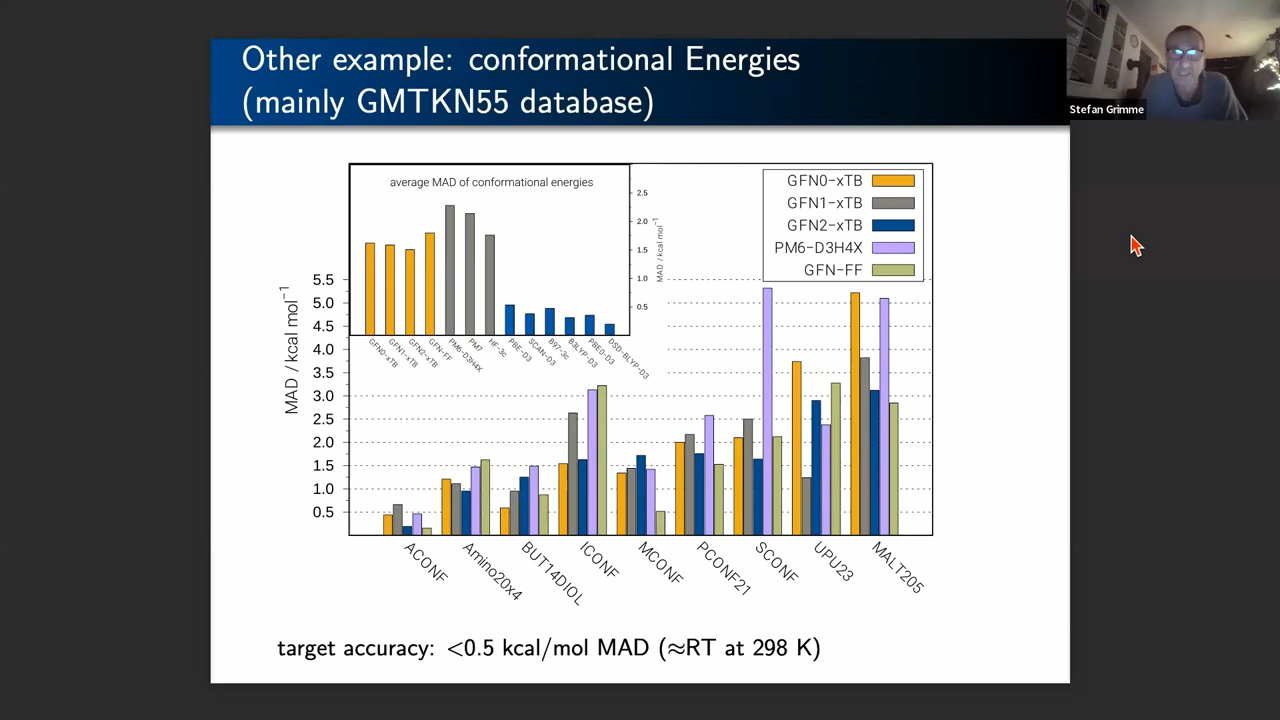 Other example: conformational Energies
(mainly GMTKN55 database)
Stefan Grimme
average MAD of conformational energies
2.5
2.0
1.5
1.0
0.5
MAD / kcal mol⁻¹
GFN0-xTB
GFN1-xTB
GFN2-xTB
GFN-FF
PM6-D3H4X
PM7
HF-3c
PBE-D3
SCAN-D3
B97-3c
B3LYP-D3
PBE0-D3
DSD-BLYP-D3
GFN0-xTB
GFN1-xTB
GFN2-xTB
PM6-D3H4X
GFN-FF
MAD / kcal mol⁻¹
5.5
5.0
4.5
4.0
3.5
3.0
2.5
2.0
1.5
1.0
0.5
ACONF
Amino20x4
BUT14DIOL
ICONF
MCONF
PCONF21
SCONF
UPU23
MALT205
target accuracy: <0.5 kcal/mol MAD (≈RT at 298 K)